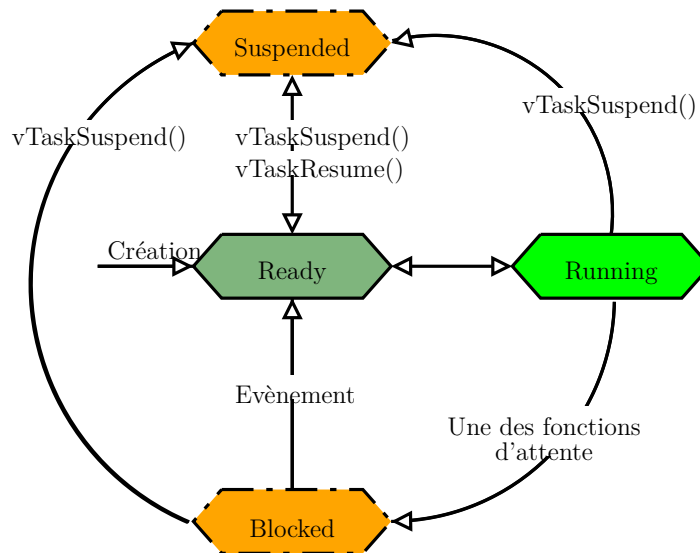 Suspended
vTaskSuspend()
vTaskSuspend()
vTaskSuspend()
vTaskResume()
Création
Ready
Running
Evènement
Une des fonctions
d'attente
Blocked